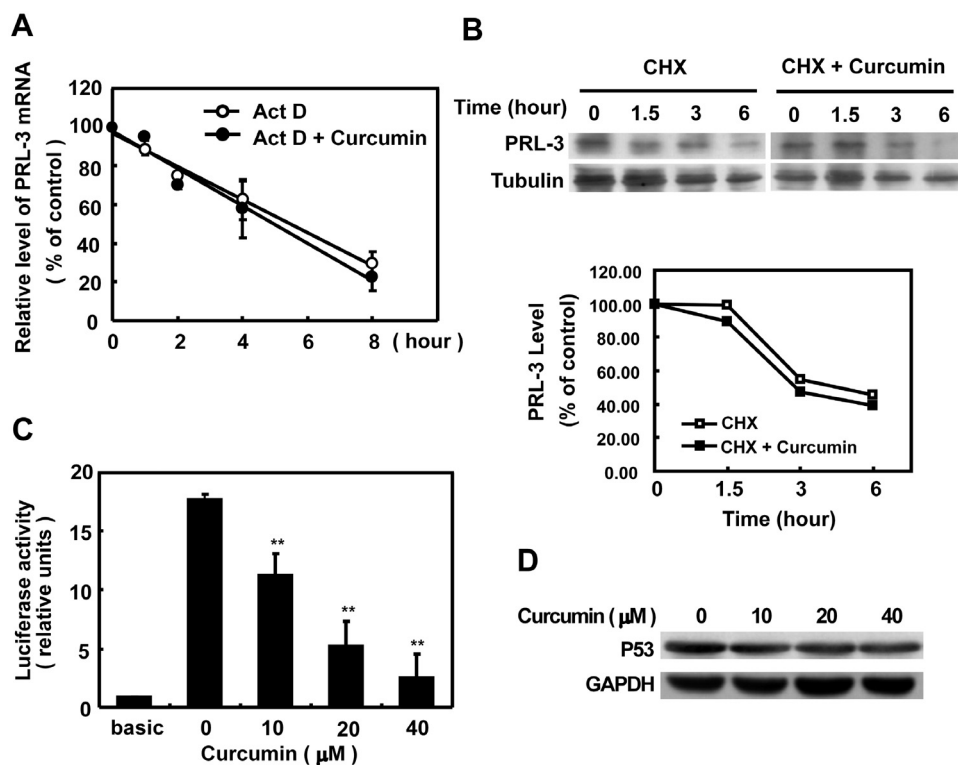 A
Relative level of PRL-3 mRNA
( % of control )
120
100
80
60
40
20
0
Act D
Act D + Curcumin
0 2 4 6 8 ( hour )
B
CHX CHX + Curcumin
Time (hour) 0 1.5 3 6 0 1.5 3 6
PRL-3
Tubulin
PRL-3 Level
(% of control)
120.00
100.00
80.00
60.00
40.00
20.00
0.00
CHX
CHX + Curcumin
0 1.5 3 6
Time (hour)
C
Luciferase activity
( relative units )
20
15
10
5
0
**
**
**
basic 0 10 20 40
Curcumin ( μM )
D
Curcumin ( μM ) 0 10 20 40
P53
GAPDH